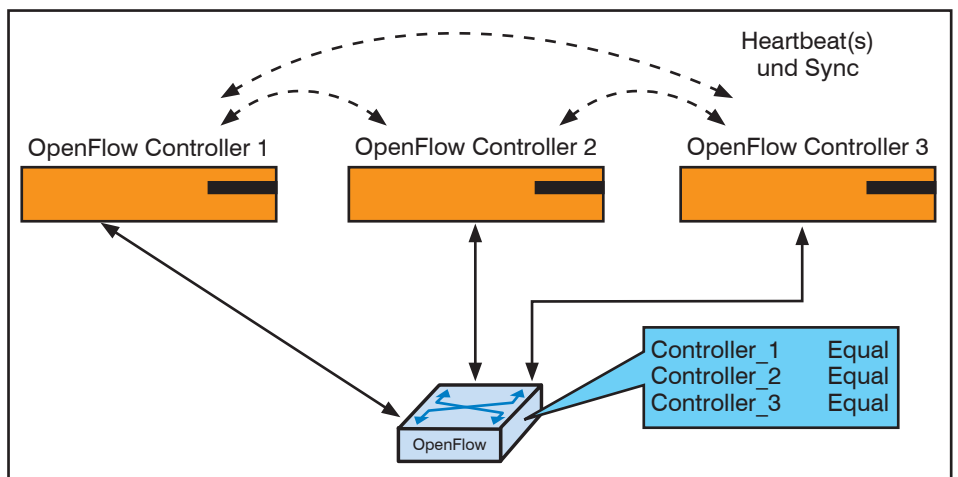 Heartbeat(s)
und Sync
OpenFlow Controller 1
OpenFlow Controller 2
OpenFlow Controller 3
Controller_1 Equal
Controller_2 Equal
Controller_3 Equal
OpenFlow